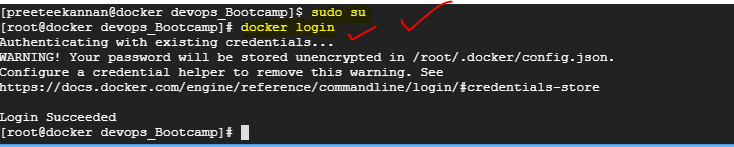 [preeteekannan@docker devops_Bootcamp]$ sudo su
[root@docker devops_Bootcamp]# docker login
Authenticating with existing credentials...
WARNING! Your password will be stored unencrypted in /root/.docker/config.json.
Configure a credential helper to remove this warning. See
https://docs.docker.com/engine/reference/commandline/login/#credentials-store
Login Succeeded
[root@docker devops_Bootcamp]#